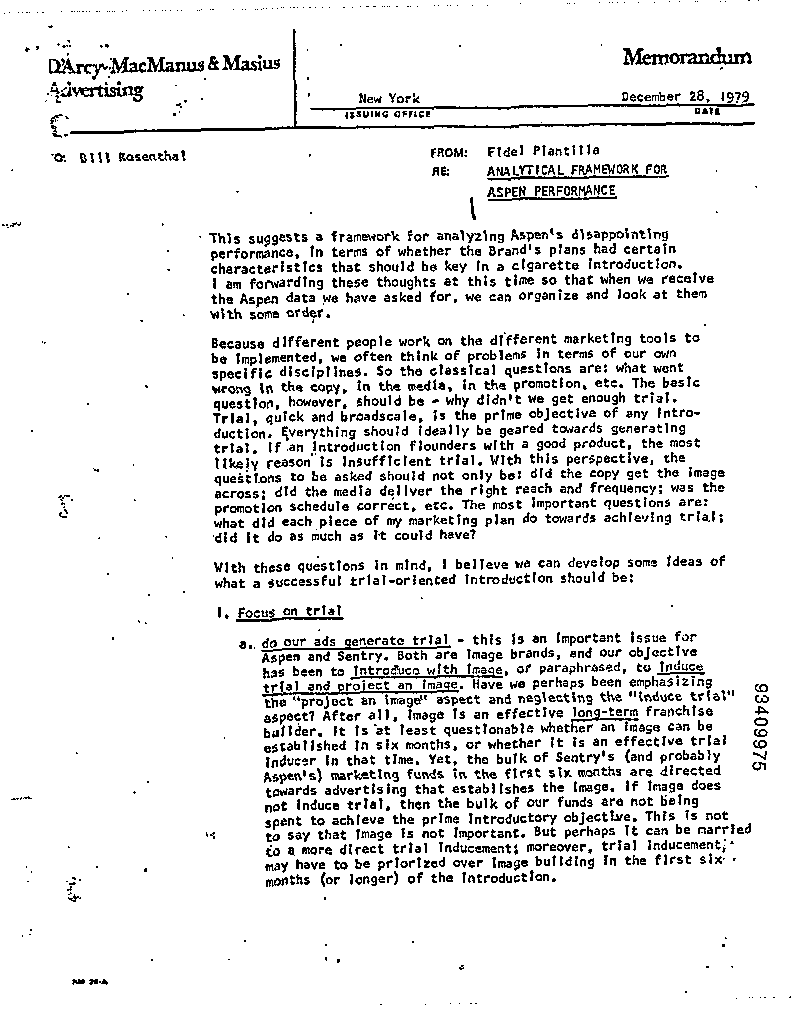 D'Arcy-MacManus & Masius
Advertising
Memorandum
New York
ISSUING OFFICE
December 28, 1979
DATE
O: Bill Rosenthal
FROM: Fidel Plantilla
RE: ANALYTICAL FRAMEWORK FOR
ASPEN PERFORMANCE
This suggests a framework for analyzing Aspen's disappointing
performance, in terms of whether the Brand's plans had certain
characteristics that should be key in a cigarette introduction.
I am forwarding these thoughts at this time so that when we receive
the Aspen data we have asked for, we can organize and look at them
with some order.
Because different people work on the different marketing tools to
be implemented, we often think of problems in terms of our own
specific disciplines. So the classical questions are: what went
wrong in the copy, in the media, in the promotion, etc. The basic
question, however, should be - why didn't we get enough trial.
Trial, quick and broadscale, is the prime objective of any intro-
duction. Everything should ideally be geared towards generating
trial. If an introduction flounders with a good product, the most
likely reason is insufficient trial. With this perspective, the
questions to be asked should not only be: did the copy get the image
across; did the media deliver the right reach and frequency; was the
promotion schedule correct, etc. The most important questions are:
what did each piece of my marketing plan do towards achieving trial;
did it do as much as it could have?
With these questions in mind, I believe we can develop some ideas of
what a successful trial-oriented introduction should be:
1. Focus on trial
a. do our ads generate trial - this is an important issue for
Aspen and Sentry. Both are image brands, and our objective
has been to introduce with image, or paraphrased, to induce
trial and project an image. Have we perhaps been emphasizing
the "project an image" aspect and neglecting the "induce trial"
aspect? After all, image is an effective long-term franchise
builder. It is at least questionable whether an image can be
established in six months, or whether it is an effective trial
inducer in that time. Yet, the bulk of Sentry's (and probably
Aspen's) marketing funds in the first six months are directed
towards advertising that establishes the image. If image does
not induce trial, then the bulk of our funds are not being
spent to achieve the prime introductory objective. This is not
to say that image is not important. But perhaps it can be married
to a more direct trial inducement; moreover, trial inducement,
may have to be priorized over image building in the first six
months (or longer) of the introduction.
93409975